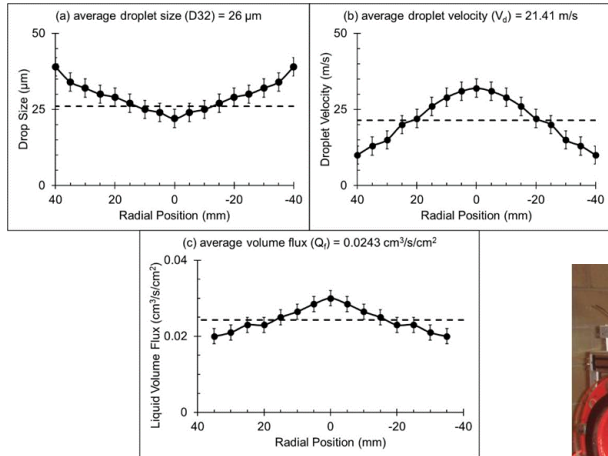 (a) average droplet size (D32) = 26 µm
50
25
0
Drop Size (µm)
40 20 0 -20 -40
Radial Position (mm)
(b) average droplet velocity (Vd) = 21.41 m/s
50
25
0
Droplet Velocity (m/s)
40 20 0 -20 -40
Radial Position (mm)
(c) average volume flux (Qf) = 0.0243 cm³/s/cm²
0.04
0.02
0
Liquid Volume Flux (cm³/s/cm²)
40 20 0 -20 -40
Radial Position (mm)